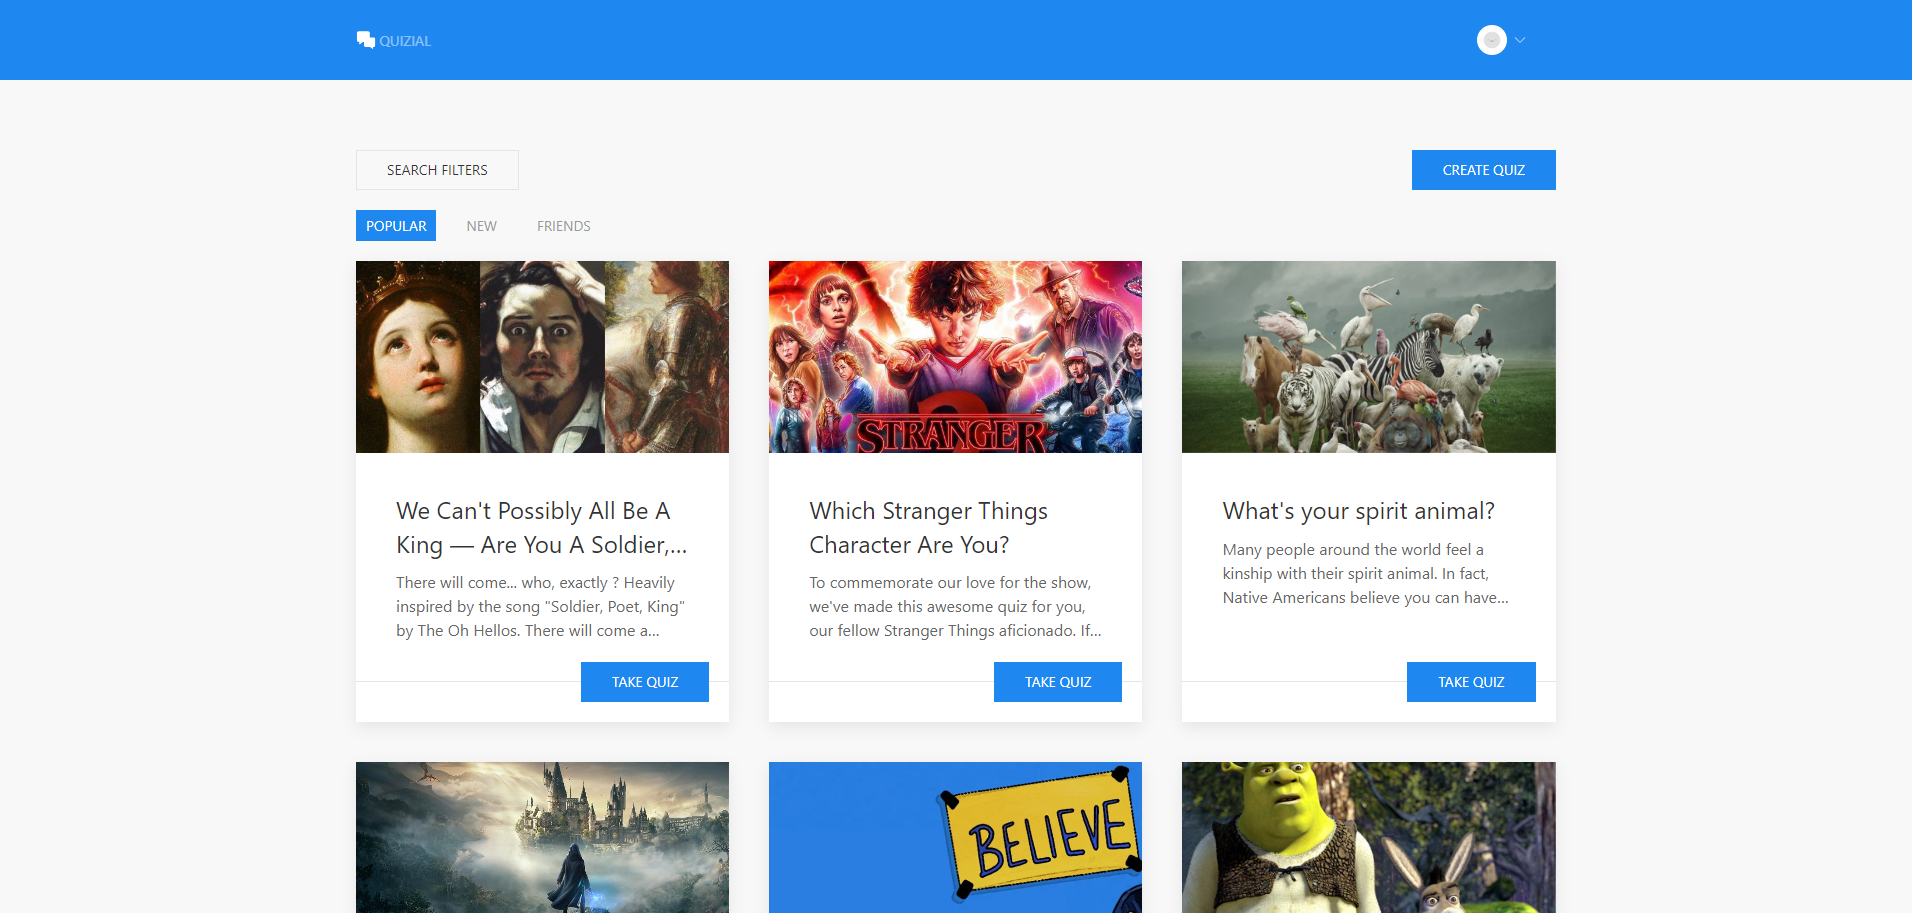 QUIZIAL
SEARCH FILTERS
CREATE QUIZ
POPULAR
NEW
FRIENDS
STRANGER
We Can't Possibly All Be A
King — Are You A Soldier,...
There will come... who, exactly ? Heavily
inspired by the song "Soldier, Poet, King"
by The Oh Hellos. There will come a...
TAKE QUIZ
Which Stranger Things
Character Are You?
To commemorate our love for the show,
we've made this awesome quiz for you,
our fellow Stranger Things aficionado. If...
TAKE QUIZ
What's your spirit animal?
Many people around the world feel a
kinship with their spirit animal. In fact,
Native Americans believe you can have...
TAKE QUIZ
BELIEVE